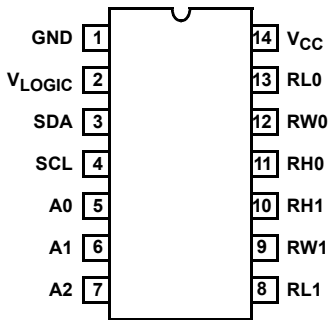 GND 1 14 VCC
VLOGIC 2 13 RL0
SDA 3 12 RW0
SCL 4 11 RH0
A0 5 10 RH1
A1 6 9 RW1
A2 7 8 RL1